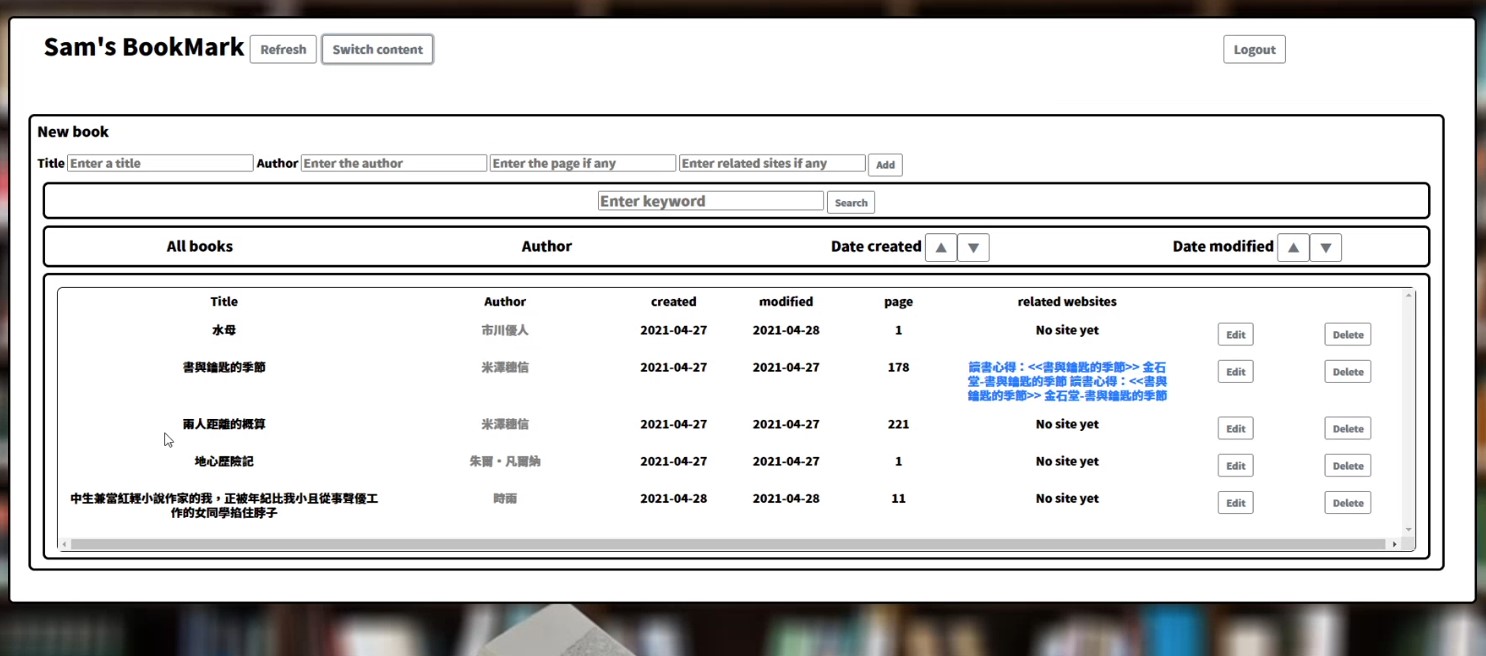 Sam's BookMark Refresh Switch content Logout
New book
Title Enter a title Author Enter the author Enter the page if any Enter related sites if any Add
Enter keyword Search
All books Author Date created ▲ ▼ Date modified ▲ ▼
Title Author created modified page related websites
水母 市川優人 2021-04-27 2021-04-28 1 No site yet Edit Delete
書與鑰匙的季節 米澤穗信 2021-04-27 2021-04-27 178 讀書心得：<<書與鑰匙的季節>> 金石 Edit Delete
堂-書與鑰匙的季節 讀書心得：<<書與
鑰匙的季節>> 金石堂-書與鑰匙的季節
兩人距離的概算 米澤穗信 2021-04-27 2021-04-27 221 No site yet Edit Delete
地心歷險記 朱爾・凡爾納 2021-04-27 2021-04-27 1 No site yet Edit Delete
中生兼當紅輕小說作家的我，正被年紀比我小且從事聲優工 時雨 2021-04-28 2021-04-28 11 No site yet Edit Delete
作的女同學掐住脖子